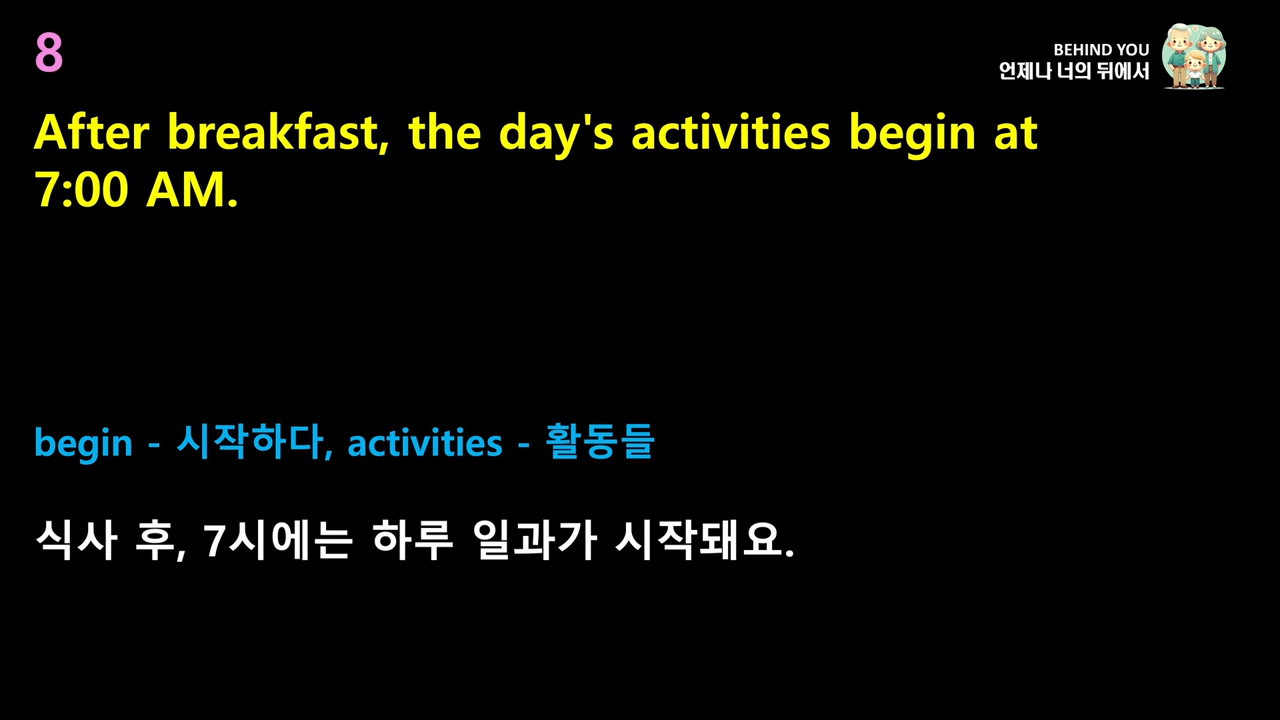 8
BEHIND YOU
언제나 너의 뒤에서
After breakfast, the day's activities begin at
7:00 AM.
begin - 시작하다, activities - 활동들
식사 후, 7시에는 하루 일과가 시작돼요.